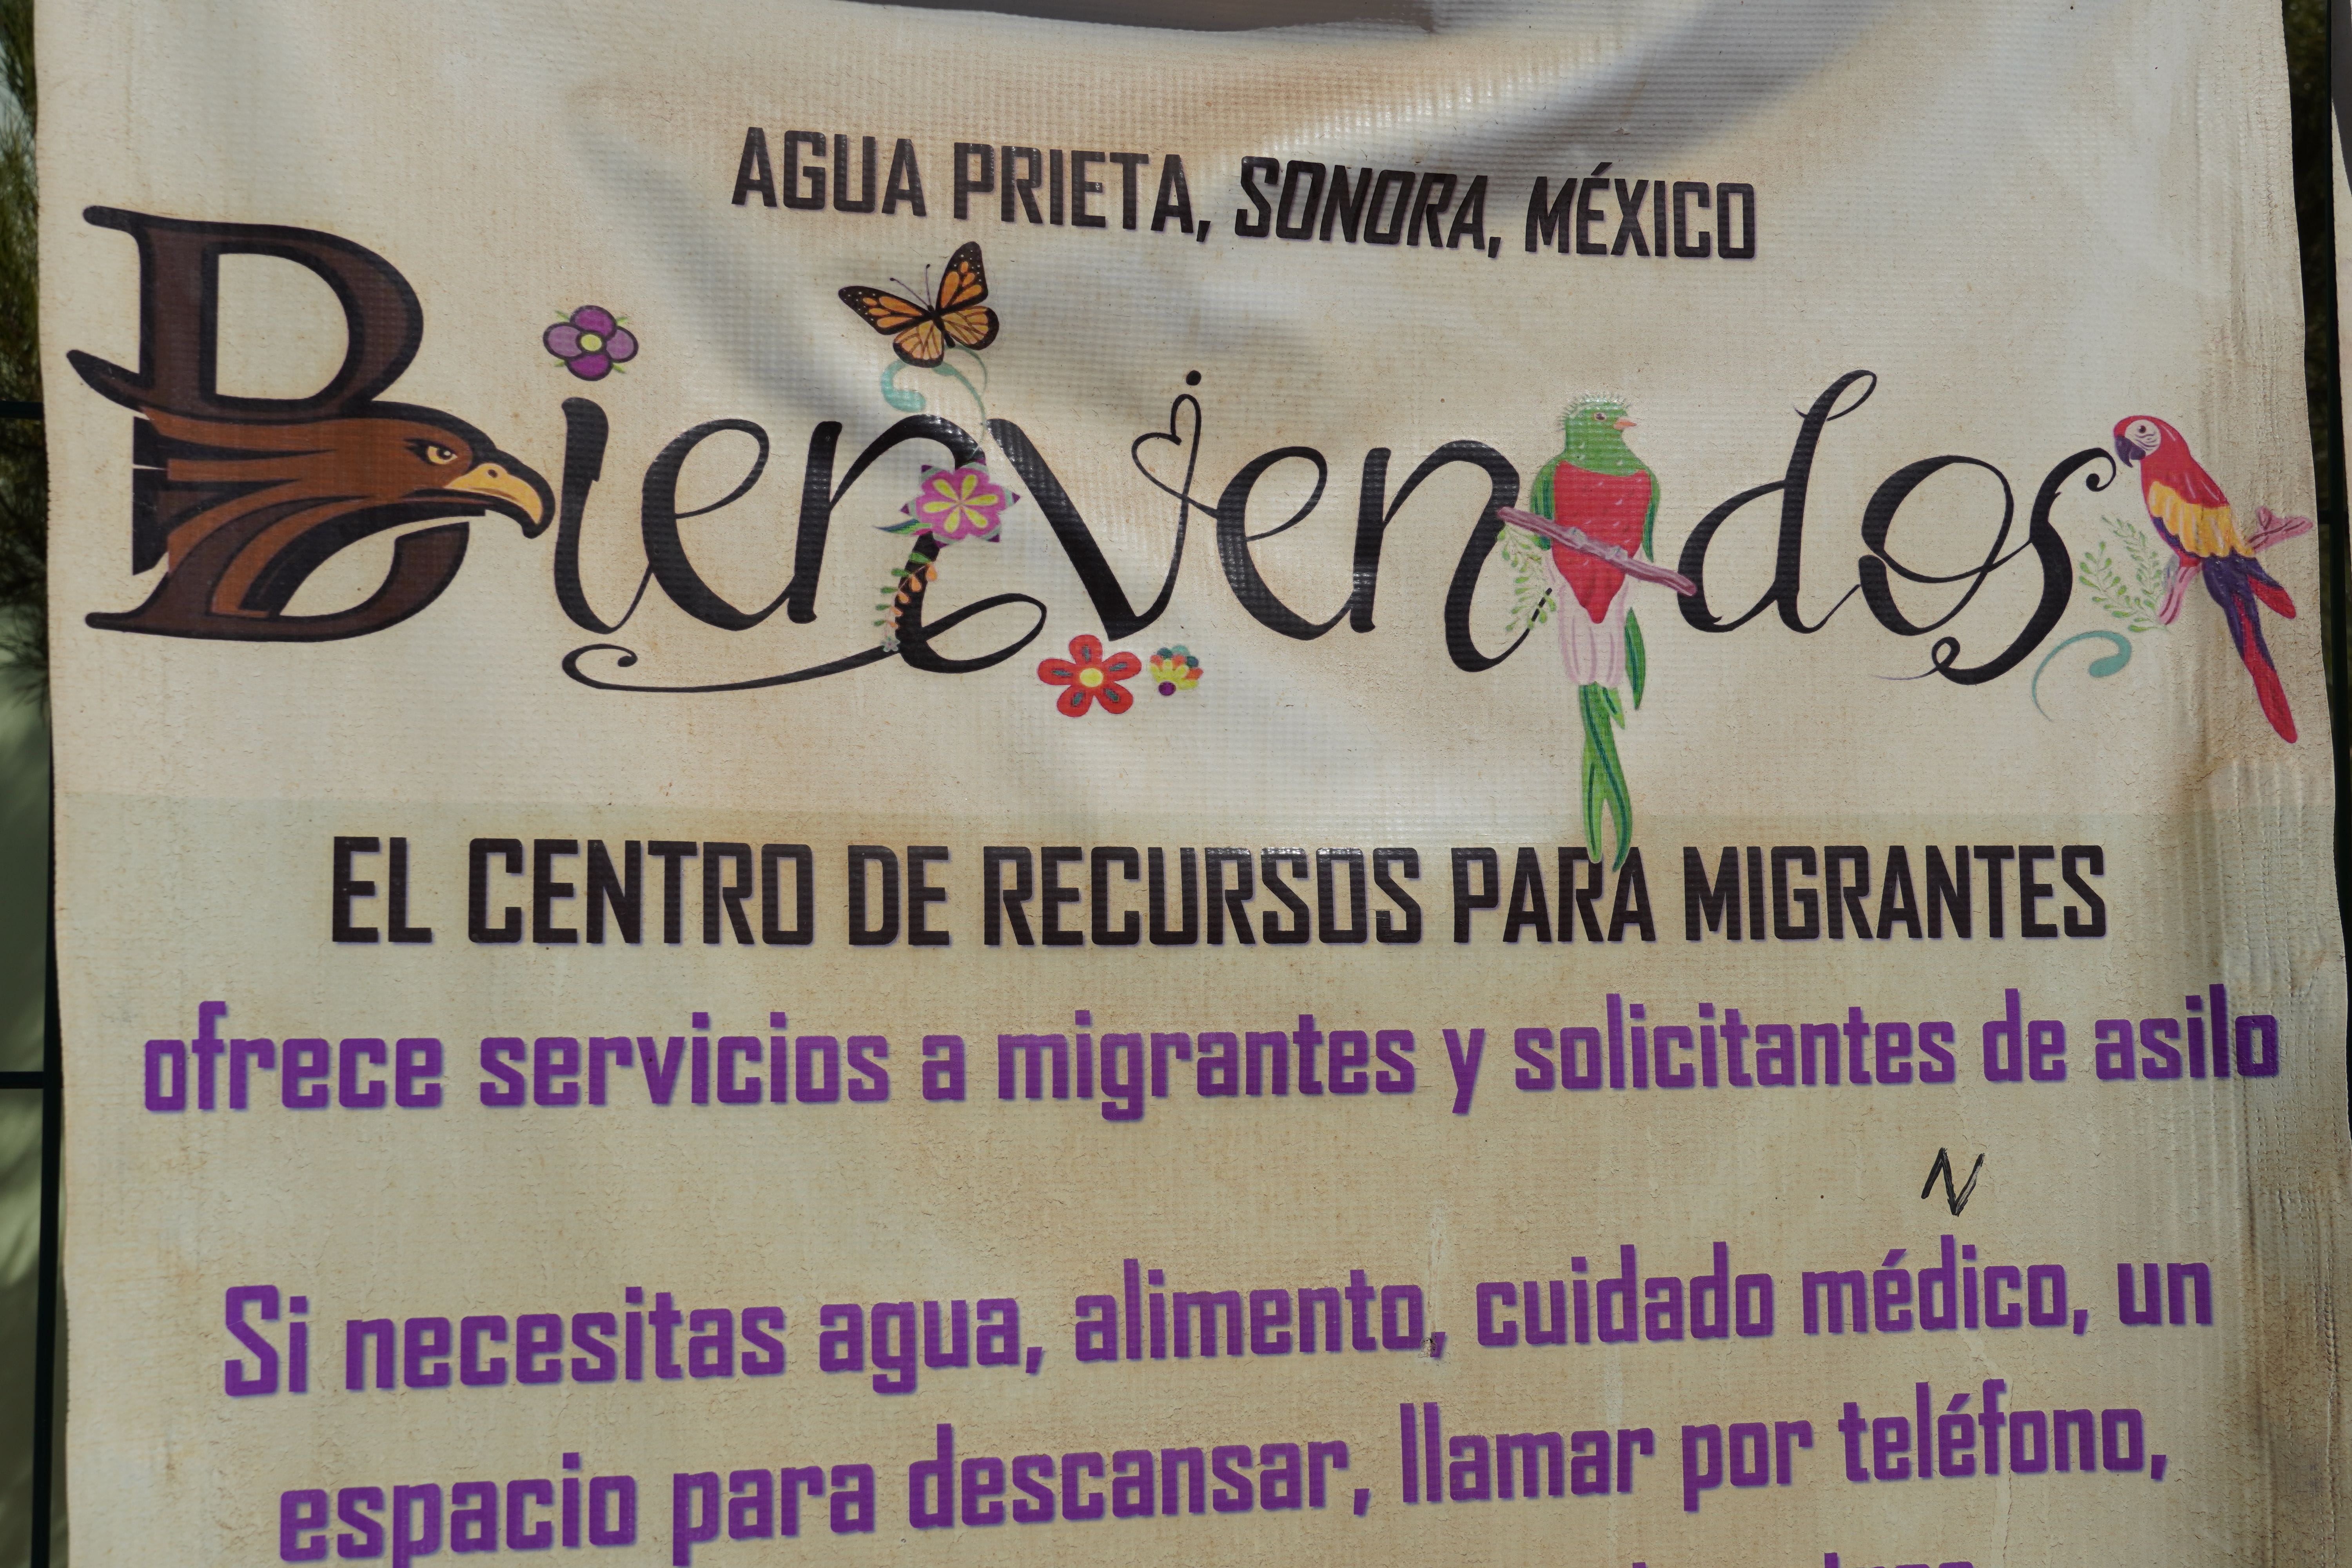 AGUA PRIETA, SONORA, MÉXICO
Bienvenidos
EL CENTRO DE RECURSOS PARA MIGRANTES
ofrece servicios a migrantes y solicitantes de asilo
N
Si necesitas agua, alimento, cuidado médico, un
espacio para descansar, llamar por teléfono,